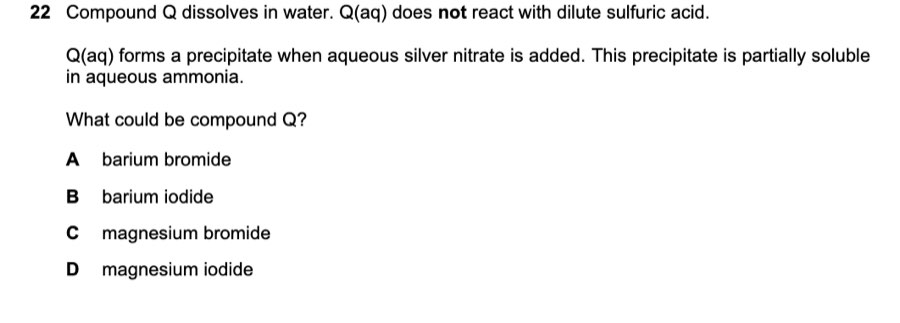 22 Compound Q dissolves in water. Q(aq) does not react with dilute sulfuric acid.
Q(aq) forms a precipitate when aqueous silver nitrate is added. This precipitate is partially soluble
in aqueous ammonia.
What could be compound Q?
A barium bromide
B barium iodide
C magnesium bromide
D magnesium iodide